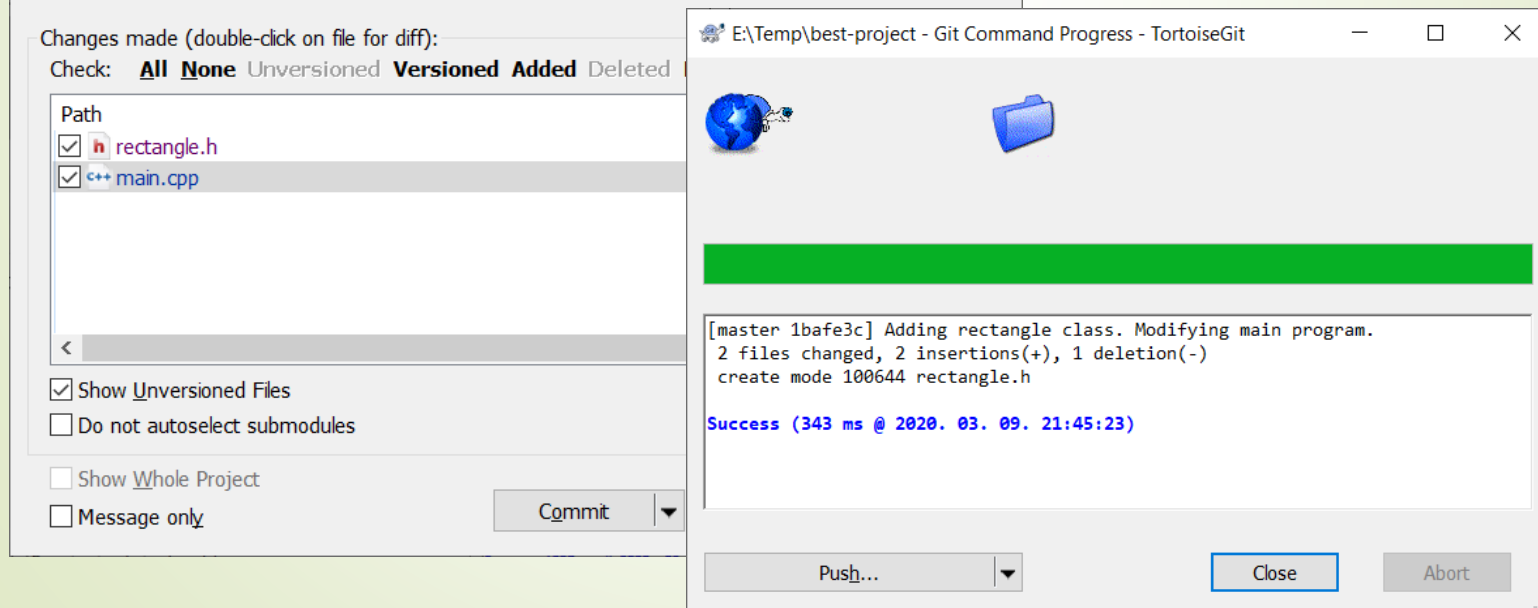 Changes made (double-click on file for diff):
Check: All None Unversioned Versioned Added Deleted
Path
rectangle.h
main.cpp
Show Unversioned Files
Do not autoselect submodules
Show Whole Project
Message only
Commit
E:\Temp\best-project - Git Command Progress - TortoiseGit
[master 1bafe3c] Adding rectangle class. Modifying main program.
2 files changed, 2 insertions(+), 1 deletion(-)
create mode 100644 rectangle.h
Success (343 ms @ 2020. 03. 09. 21:45:23)
Push...
Close
Abort